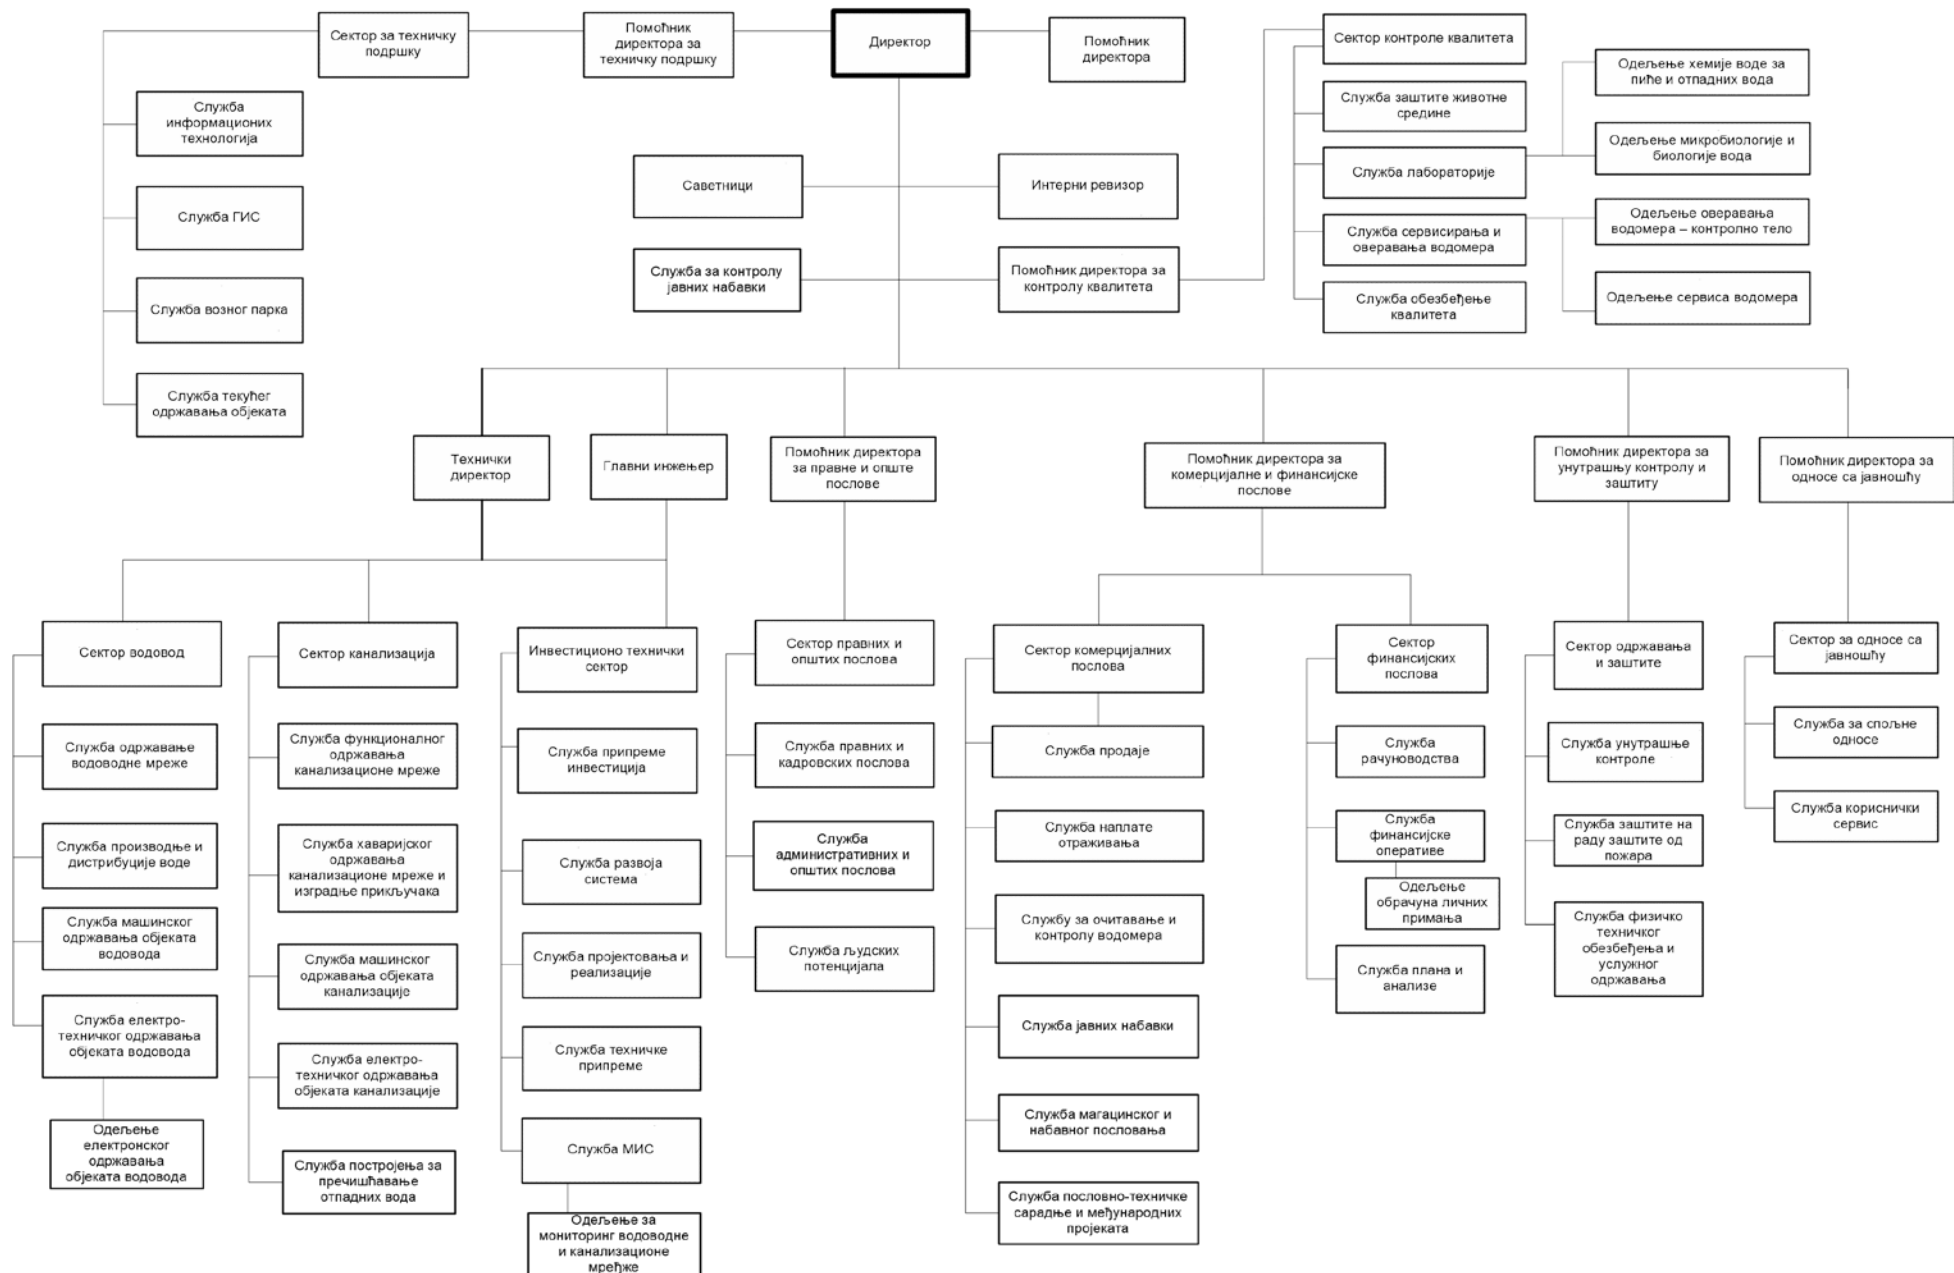 Сектор за техничку
подршку
Помоћник
директора за
техничку подршку
Директор
Помоћник
директора
Сектор контроле квалитета
Одељење хемије воде за
пиће и отпадних вода
Служба
информационих
технологија
Служба заштите животне
средине
Одељење микробиологије и
биологије вода
Саветници
Интерни ревизор
Служба лабораторије
Служба ГИС
Служба сервисирања и
оверавања водомера
Одељење оверавања
водомера – контролно тело
Служба за контролу
јавних набавки
Помоћник директора за
контролу квалитета
Служба возног парка
Служба обезбеђење
квалитета
Одељење сервиса водомера
Служба текућег
одржавања објеката
Технички
директор
Главни инжењер
Помоћник директора
за правне и опште
послове
Помоћник директора за
комерцијалне и финансијске
послове
Помоћник директора за
унутрашњу контролу и
заштиту
Помоћник директора за
односе са јавношћу
Сектор водовод
Сектор канализација
Инвестиционо технички
сектор
Сектор правних и
општих послова
Сектор комерцијалних
послова
Сектор
финансијских
послова
Сектор одржавања
и заштите
Сектор за односе са
јавношћу
Служба одржавање
водоводне мреже
Служба функционалног
одржавања
канализационе мреже
Служба припреме
инвестиција
Служба правних и
кадровских послова
Служба продаје
Служба
рачуноводства
Служба унутрашње
контроле
Служба за спољне
односе
Служба производње и
дистрибуције воде
Служба хаваријског
одржавања
канализационе мреже и
изградње прикључака
Служба развоја
система
Служба
административних и
општих послова
Служба наплате
отраживања
Служба
финансијске
оперативе
Одељење
обрачуна личних
примања
Служба заштите на
раду заштите од
пожара
Служба кориснички
сервис
Служба машинског
одржавања објеката
водовода
Служба машинског
одржавања објеката
канализације
Служба пројектовања и
реализације
Служба људских
потенцијала
Службу за очитавање и
контролу водомера
Служба плана и
анализе
Служба физичко
техничког
обезбеђења и
услужног
одржавања
Служба електро-
техничког одржавања
објеката водовода
Служба електро-
техничког одржавања
објеката канализације
Служба техничке
припреме
Служба јавних набавки
Одељење
електронског
одржавања
објеката водовода
Служба постројења за
пречишћавање
отпадних вода
Служба МИС
Служба магацинског и
набавног пословања
Одељење за
мониторинг водоводне
и канализационе
мређже
Служба пословно-техничке
сарадње и међународних
пројеката